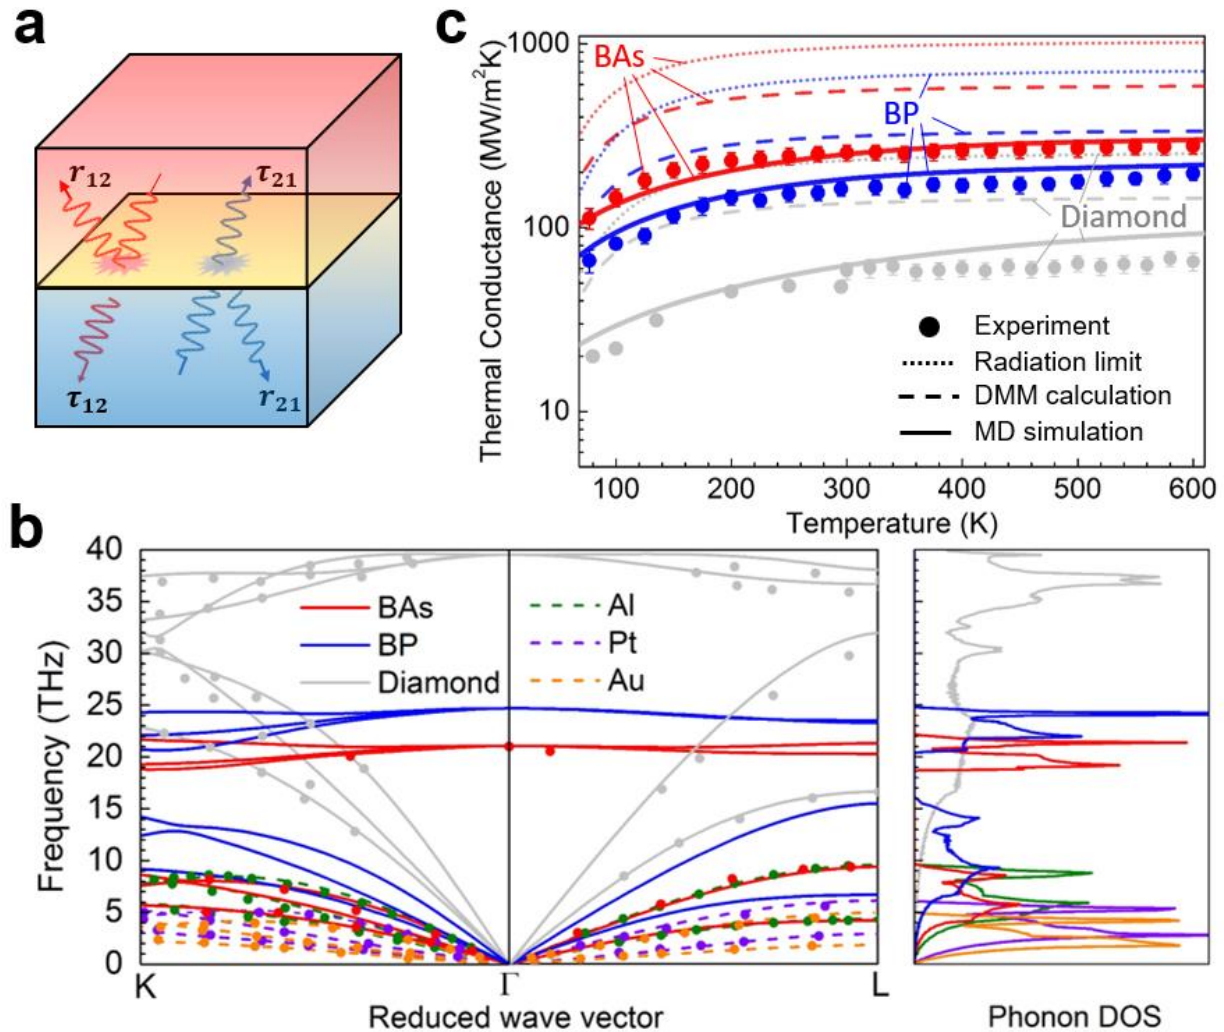 a
r₁₂
τ₂₁
τ₁₂
r₂₁
c
Thermal Conductance (MW/m²K)
1000
100
10
BAs
BP
Diamond
Experiment
Radiation limit
DMM calculation
MD simulation
100 200 300 400 500 600
Temperature (K)
b
Frequency (THz)
40
35
30
25
20
15
10
5
0
BAs
BP
Diamond
Al
Pt
Au
K Γ L
Reduced wave vector
Phonon DOS